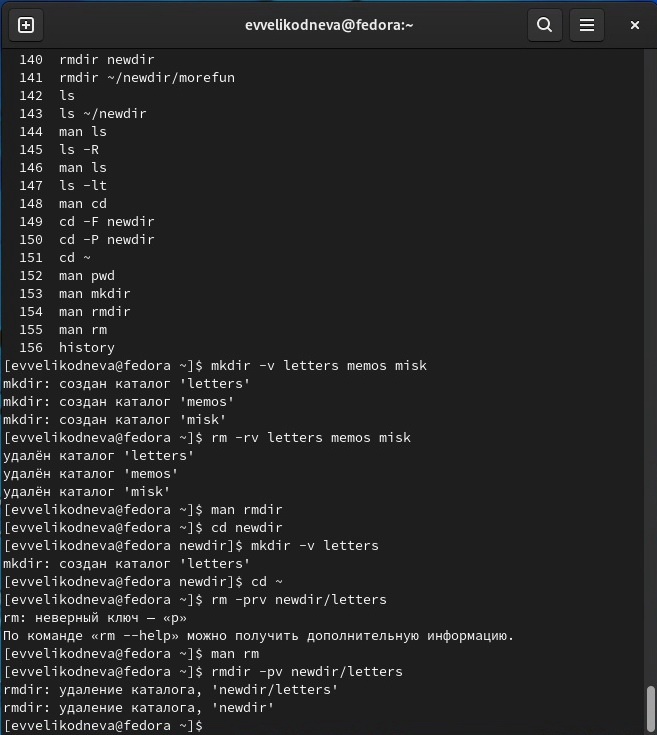 evvelikodneva@fedora:~
140 rmdir newdir
141 rmdir ~/newdir/morefun
142 ls
143 ls ~/newdir
144 man ls
145 ls -R
146 man ls
147 ls -lt
148 man cd
149 cd -F newdir
150 cd -P newdir
151 cd ~
152 man pwd
153 man mkdir
154 man rmdir
155 man rm
156 history
[evvelikodneva@fedora ~]$ mkdir -v letters memos misk
mkdir: создан каталог 'letters'
mkdir: создан каталог 'memos'
mkdir: создан каталог 'misk'
[evvelikodneva@fedora ~]$ rm -rv letters memos misk
удалён каталог 'letters'
удалён каталог 'memos'
удалён каталог 'misk'
[evvelikodneva@fedora ~]$ man rmdir
[evvelikodneva@fedora ~]$ cd newdir
[evvelikodneva@fedora newdir]$ mkdir -v letters
mkdir: создан каталог 'letters'
[evvelikodneva@fedora newdir]$ cd ~
[evvelikodneva@fedora ~]$ rm -prv newdir/letters
rm: неверный ключ — «p»
По команде «rm --help» можно получить дополнительную информацию.
[evvelikodneva@fedora ~]$ man rm
[evvelikodneva@fedora ~]$ rmdir -pv newdir/letters
rmdir: удаление каталога, 'newdir/letters'
rmdir: удаление каталога, 'newdir'
[evvelikodneva@fedora ~]$